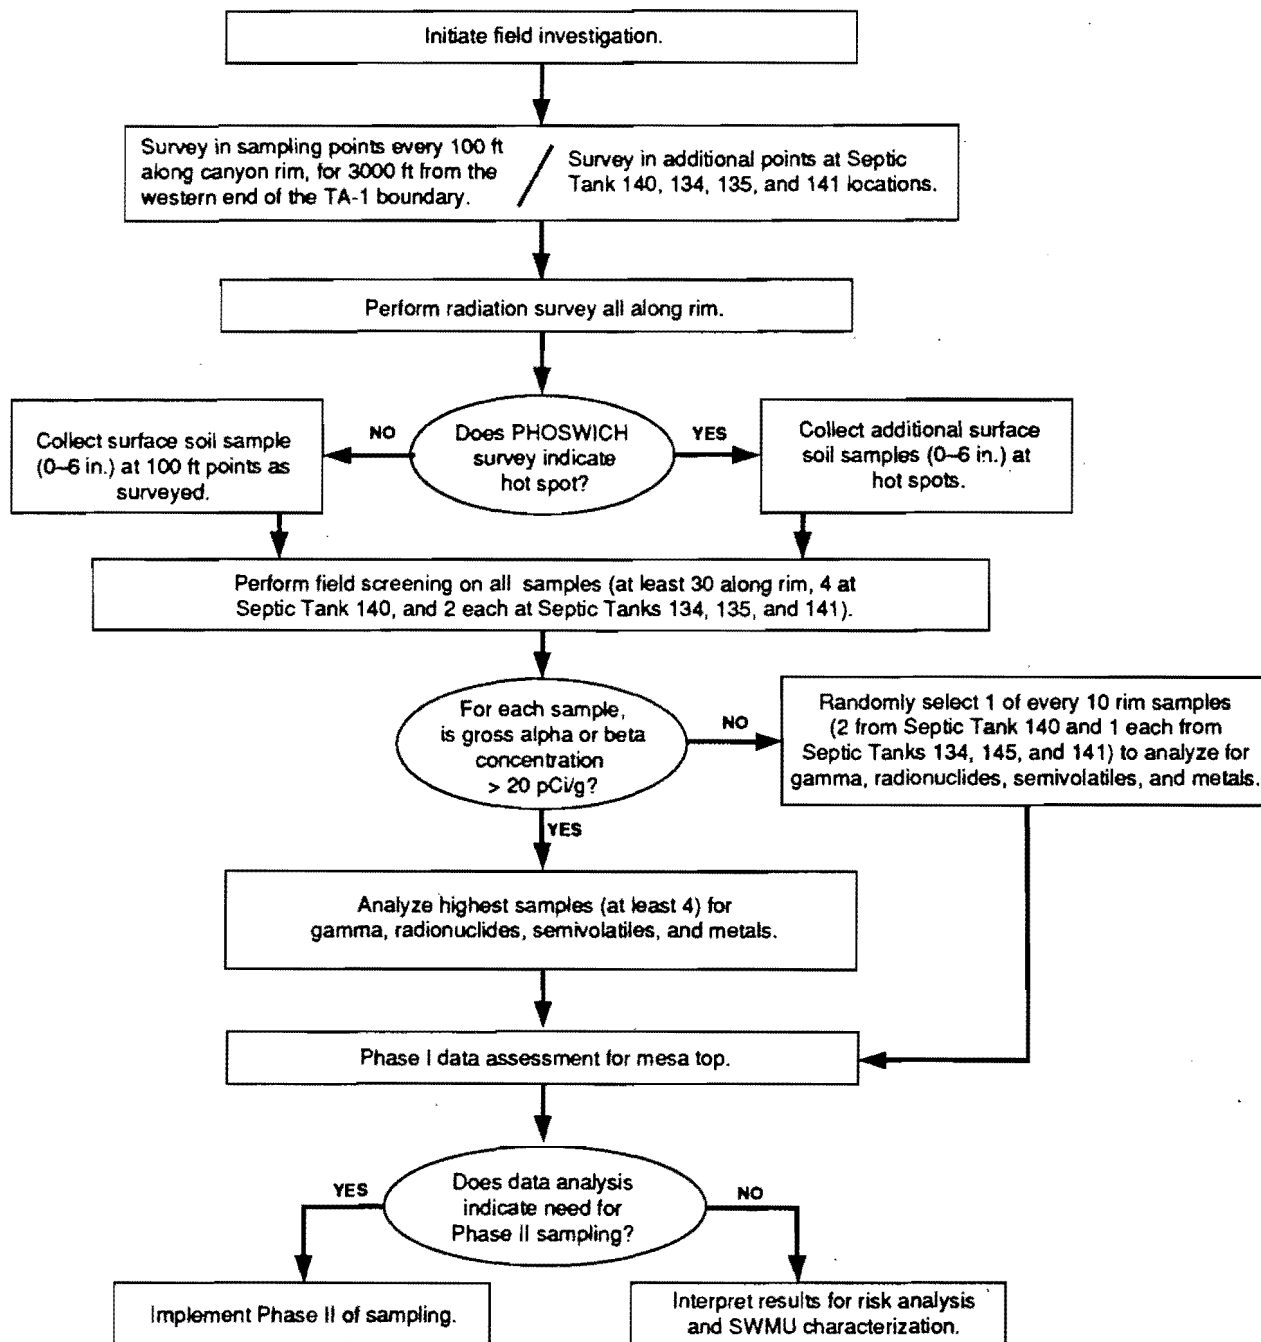 Initiate field investigation.
Survey in sampling points every 100 ft
along canyon rim, for 3000 ft from the
western end of the TA-1 boundary.
Survey in additional points at Septic
Tank 140, 134, 135, and 141 locations.
Perform radiation survey all along rim.
Collect surface soil sample
(0–6 in.) at 100 ft points as
surveyed.
NO
Does PHOSWICH
survey indicate
hot spot?
YES
Collect additional surface
soil samples (0–6 in.) at
hot spots.
Perform field screening on all samples (at least 30 along rim, 4 at
Septic Tank 140, and 2 each at Septic Tanks 134, 135, and 141).
For each sample,
is gross alpha or beta
concentration
> 20 pCi/g?
NO
Randomly select 1 of every 10 rim samples
(2 from Septic Tank 140 and 1 each from
Septic Tanks 134, 145, and 141) to analyze for
gamma, radionuclides, semivolatiles, and metals.
YES
Analyze highest samples (at least 4) for
gamma, radionuclides, semivolatiles, and metals.
Phase I data assessment for mesa top.
YES
Does data analysis
indicate need for
Phase II sampling?
NO
Implement Phase II of sampling.
Interpret results for risk analysis
and SWMU characterization.